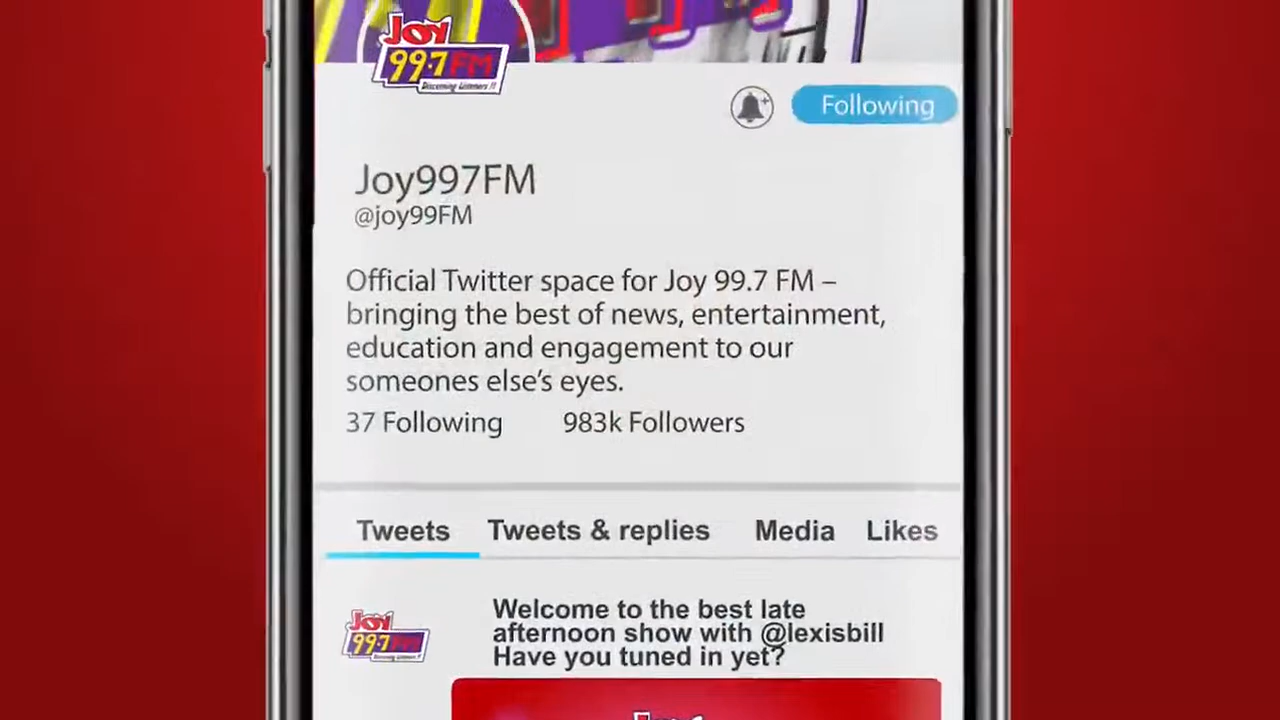 Joy
99.7 FM
Discerning Listeners !!
Following
Joy997FM
@joy99FM
Official Twitter space for Joy 99.7 FM –
bringing the best of news, entertainment,
education and engagement to our
someones else's eyes.
37 Following 983k Followers
Tweets Tweets & replies Media Likes
Joy
99.7 FM
Discerning Listeners !!
Welcome to the best late
afternoon show with @lexisbill
Have you tuned in yet?